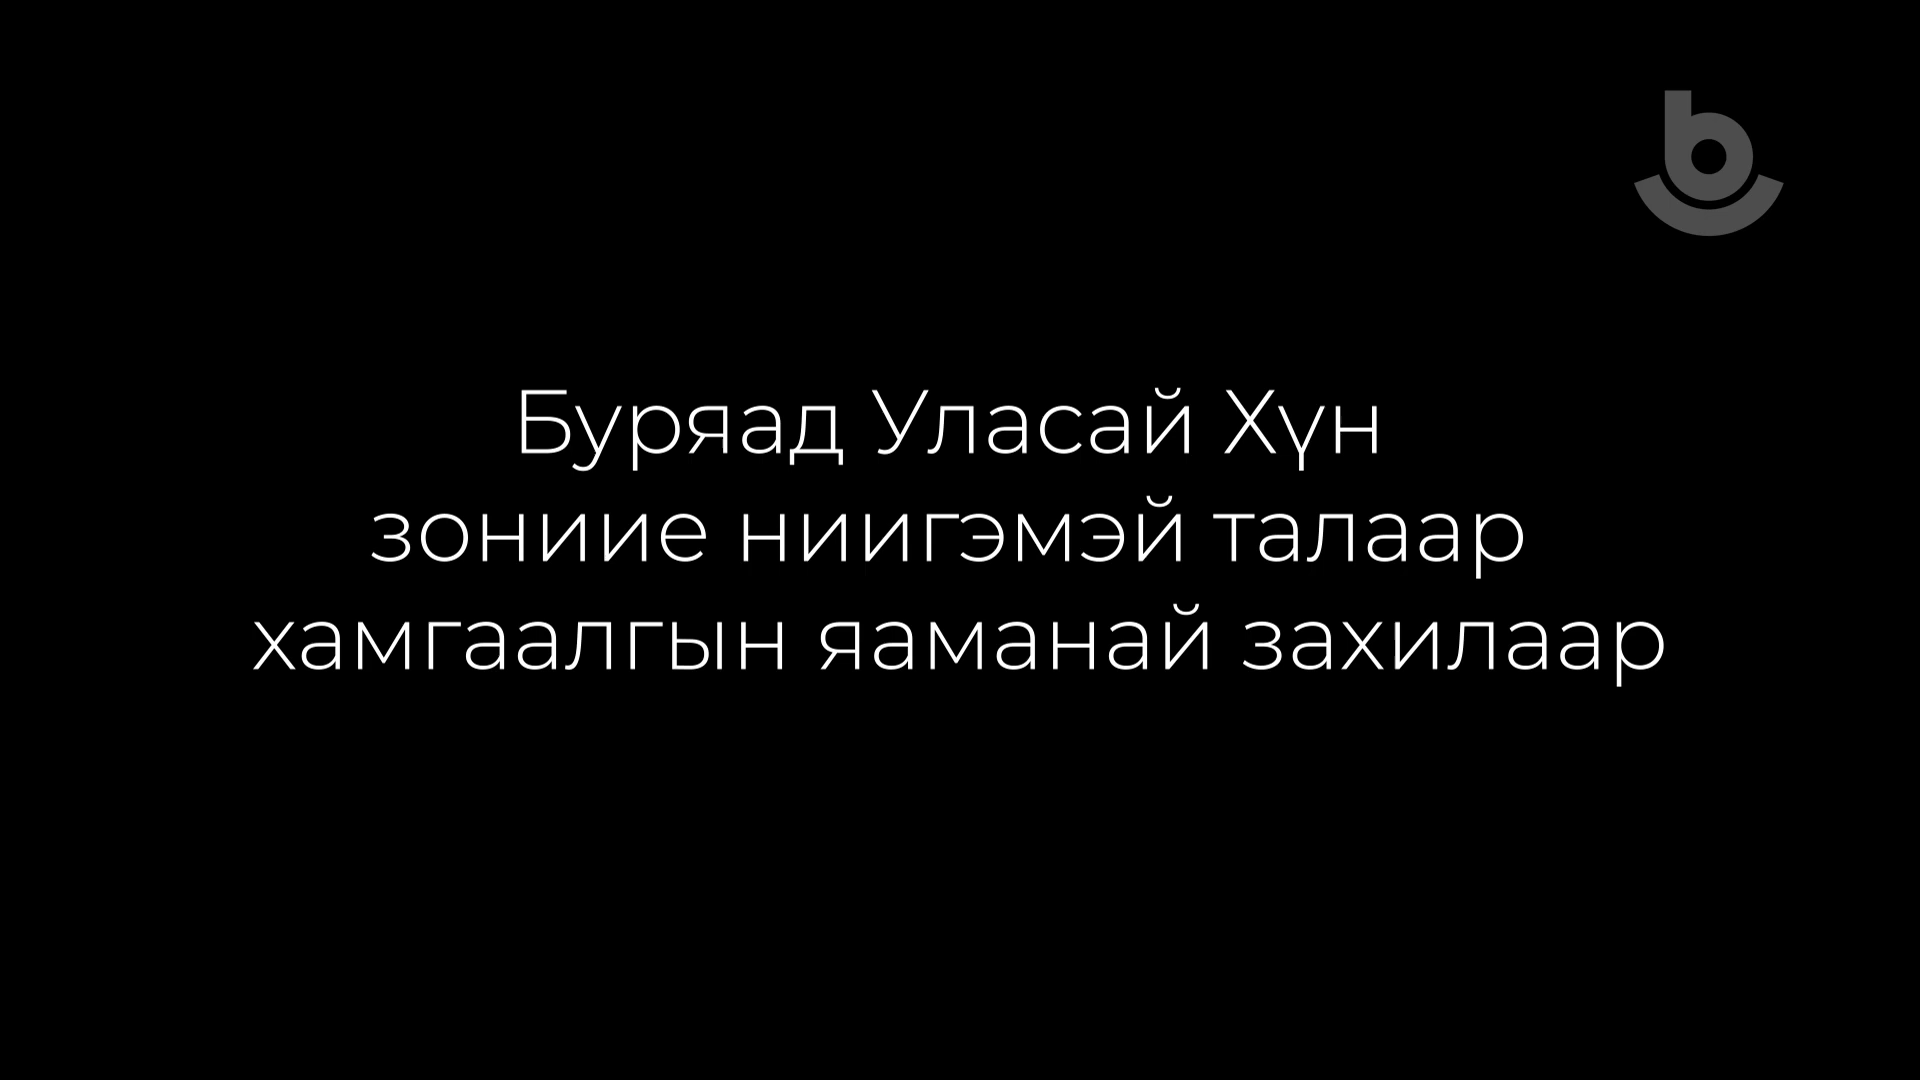 Буряад Уласай Хүн
зониие ниигэмэй талаар
хамгаалгын яаманай захилаар